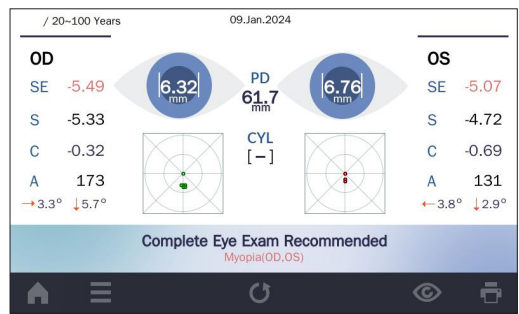 / 20~100 Years
09.Jan.2024
OD
SE -5.49
S -5.33
C -0.32
A 173
→3.3° ↓5.7°
6.32
mm
PD
61.7
mm
CYL
[−]
6.76
mm
OS
SE -5.07
S -4.72
C -0.69
A 131
←3.8° ↓2.9°
Complete Eye Exam Recommended
Myopia(OD,OS)